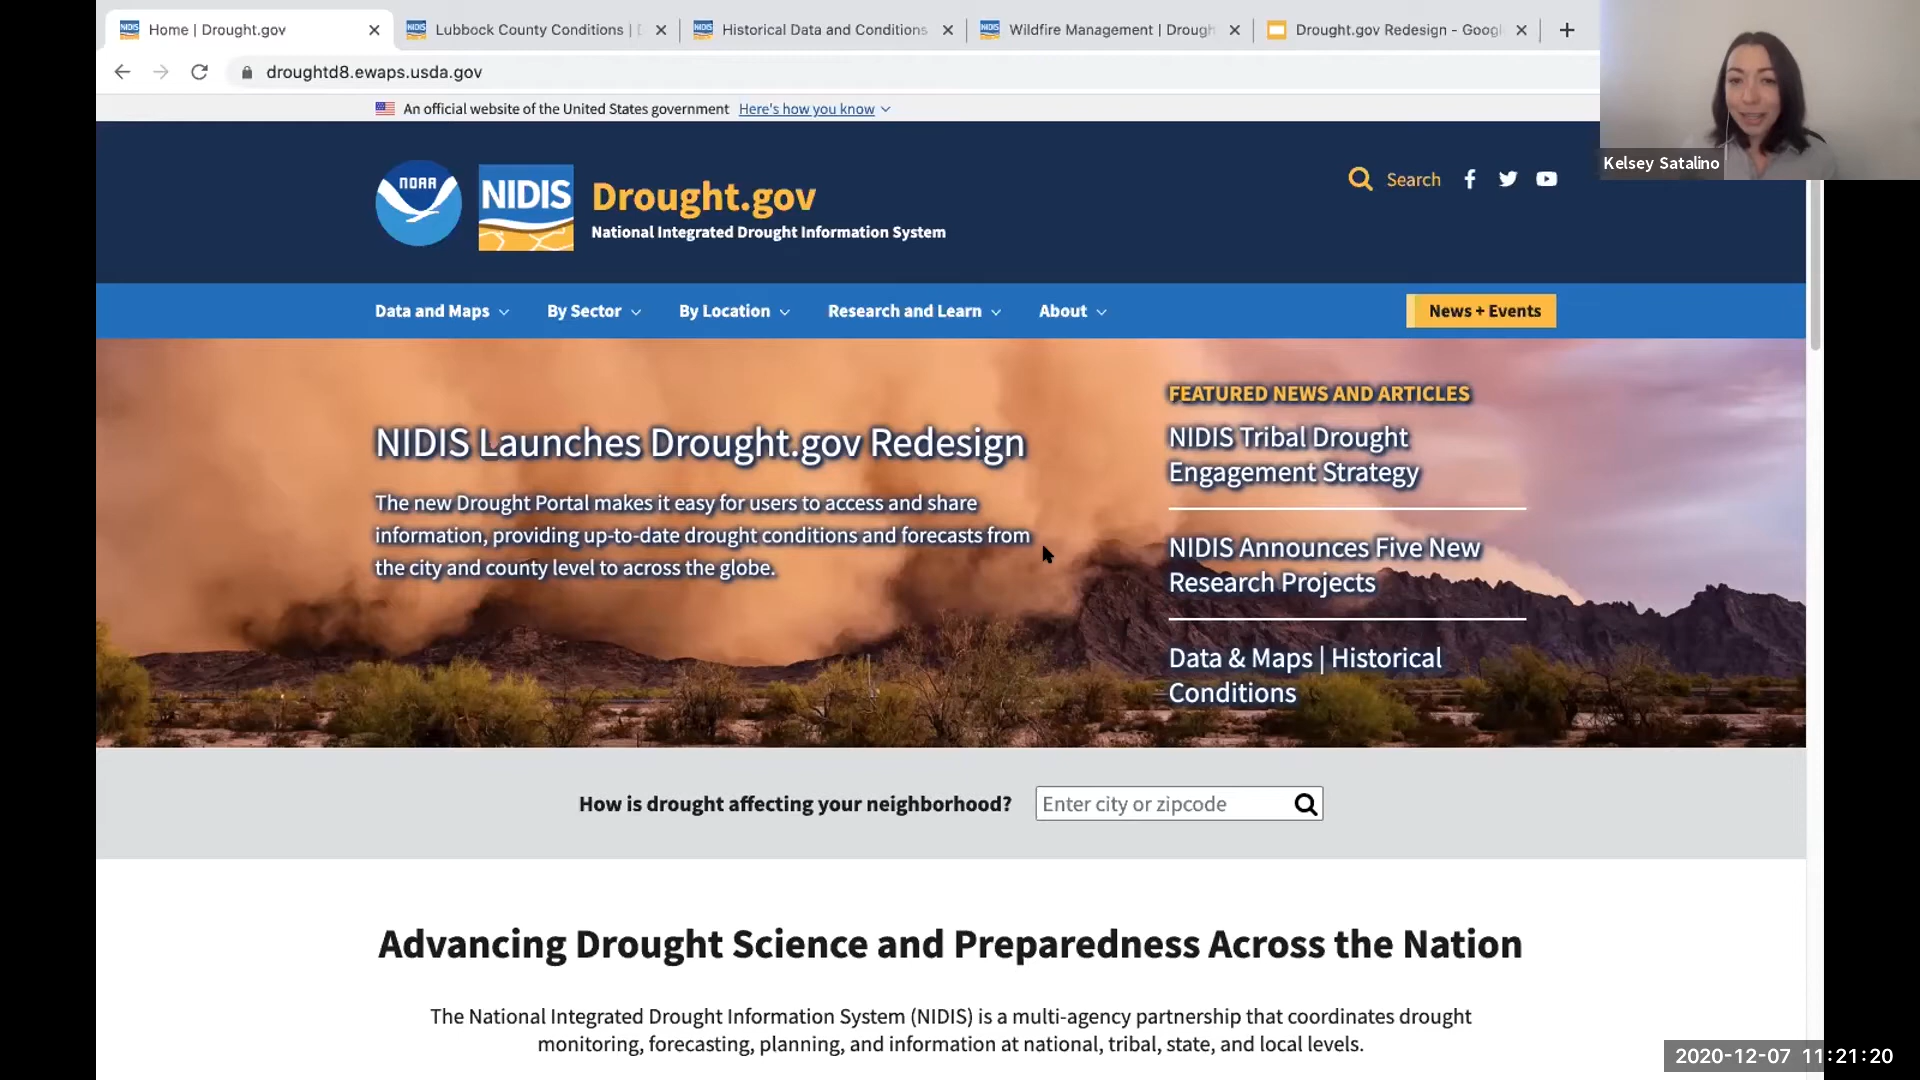 Home | Drought.gov
Lubbock County Conditions |
Historical Data and Conditions
Wildfire Management | Drough
Drought.gov Redesign - Googl
droughtd8.ewaps.usda.gov
An official website of the United States government Here's how you know
Kelsey Satalino
NOAA
NIDIS
Drought.gov
National Integrated Drought Information System
Search
Data and Maps
By Sector
By Location
Research and Learn
About
News + Events
NIDIS Launches Drought.gov Redesign
The new Drought Portal makes it easy for users to access and share
information, providing up-to-date drought conditions and forecasts from
the city and county level to across the globe.
FEATURED NEWS AND ARTICLES
NIDIS Tribal Drought
Engagement Strategy
NIDIS Announces Five New
Research Projects
Data & Maps | Historical
Conditions
How is drought affecting your neighborhood?
Enter city or zipcode
Advancing Drought Science and Preparedness Across the Nation
The National Integrated Drought Information System (NIDIS) is a multi-agency partnership that coordinates drought
monitoring, forecasting, planning, and information at national, tribal, state, and local levels.
2020-12-07 11:21:20